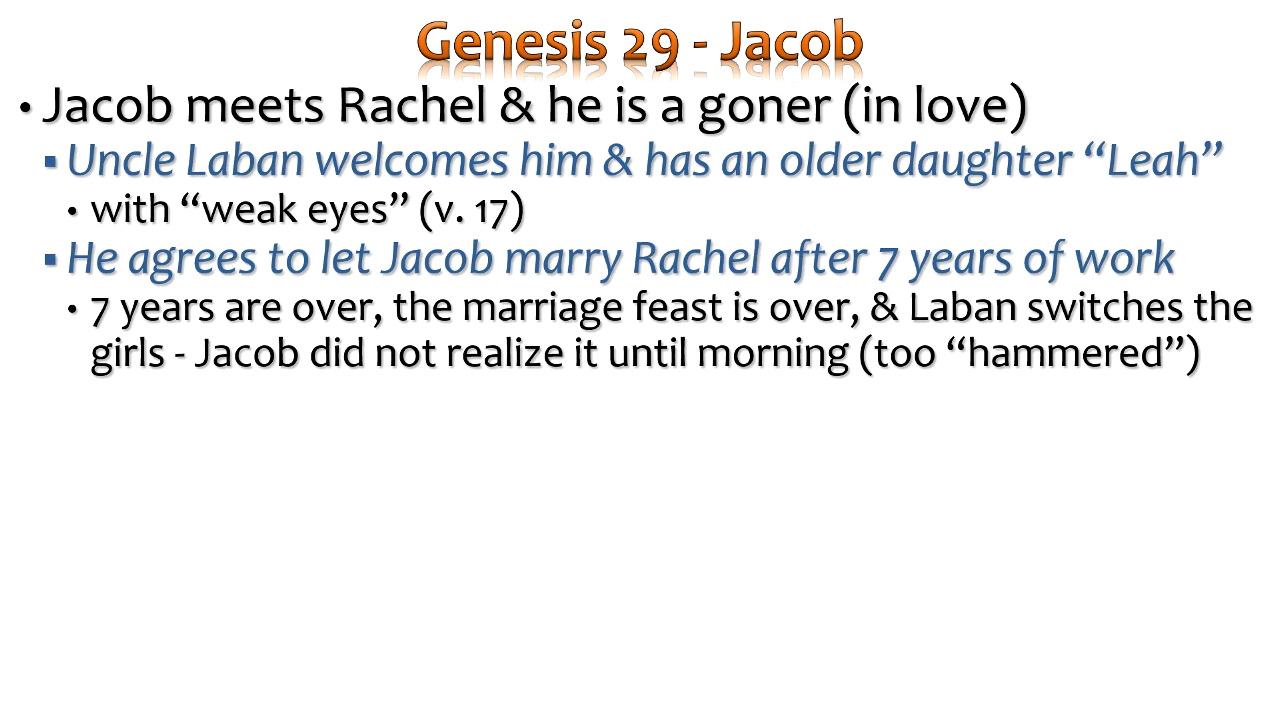 Genesis 29 - Jacob
• Jacob meets Rachel & he is a goner (in love)
▪ Uncle Laban welcomes him & has an older daughter “Leah”
• with “weak eyes” (v. 17)
▪ He agrees to let Jacob marry Rachel after 7 years of work
• 7 years are over, the marriage feast is over, & Laban switches the
girls - Jacob did not realize it until morning (too “hammered”)